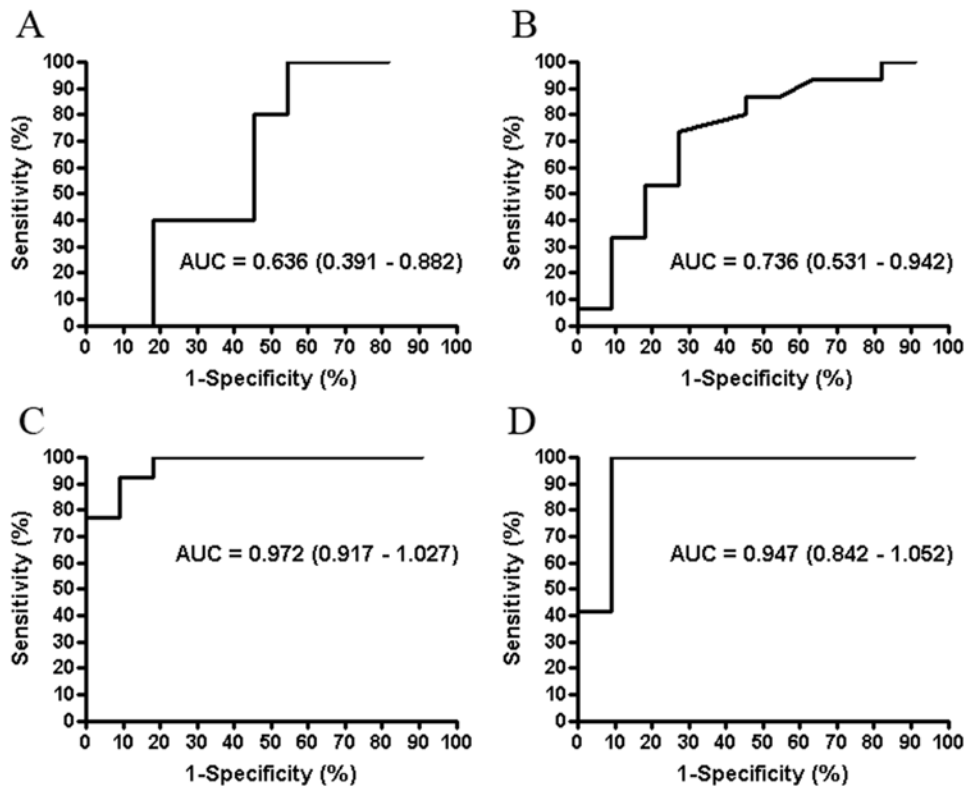 A
100
90
80
70
60
50
40
30
20
10
0
Sensitivity (%)
AUC = 0.636 (0.391 - 0.882)
0 10 20 30 40 50 60 70 80 90 100
1-Specificity (%)
B
100
90
80
70
60
50
40
30
20
10
0
Sensitivity (%)
AUC = 0.736 (0.531 - 0.942)
0 10 20 30 40 50 60 70 80 90 100
1-Specificity (%)
C
100
90
80
70
60
50
40
30
20
10
0
Sensitivity (%)
AUC = 0.972 (0.917 - 1.027)
0 10 20 30 40 50 60 70 80 90 100
1-Specificity (%)
D
100
90
80
70
60
50
40
30
20
10
0
Sensitivity (%)
AUC = 0.947 (0.842 - 1.052)
0 10 20 30 40 50 60 70 80 90 100
1-Specificity (%)